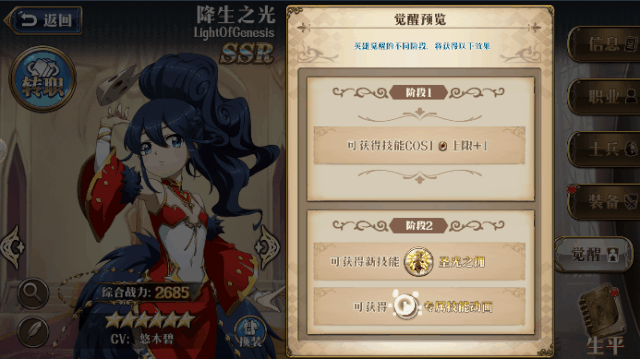 返回
降生之光
LightOfGenesis
SSR
转职
综合战力: 2685
CV: 悠木碧
换装
觉醒预览
英雄觉醒的不同阶段，将获得以下效果
阶段1
可获得技能COST上限+1
阶段2
可获得新技能 圣光之拥
可获得 专属技能动画
信息
职业
士兵
装备
觉醒
生平